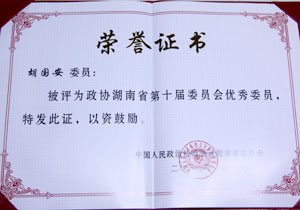 荣誉证书
胡国安 委员：
被评为政协湖南省第十届委员会优秀委员，
特发此证，以资鼓励。
中国人民政治